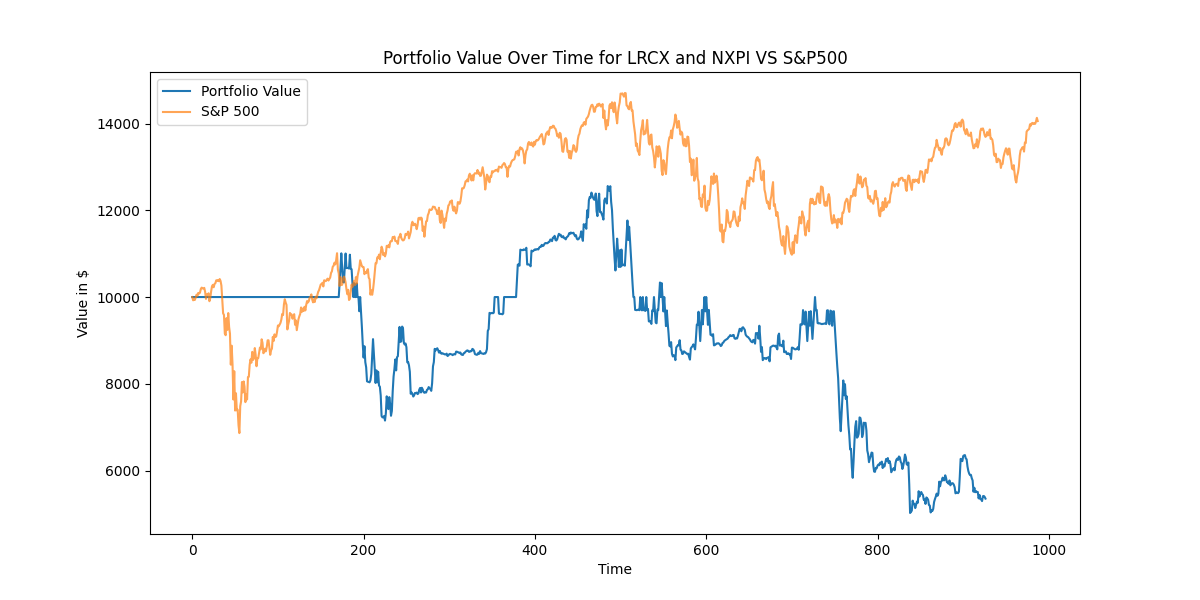 Portfolio Value Over Time for LRCX and NXPI VS S&P500
Portfolio Value
S&P 500
14000
12000
10000
8000
6000
Value in $
0
200
400
600
800
1000
Time